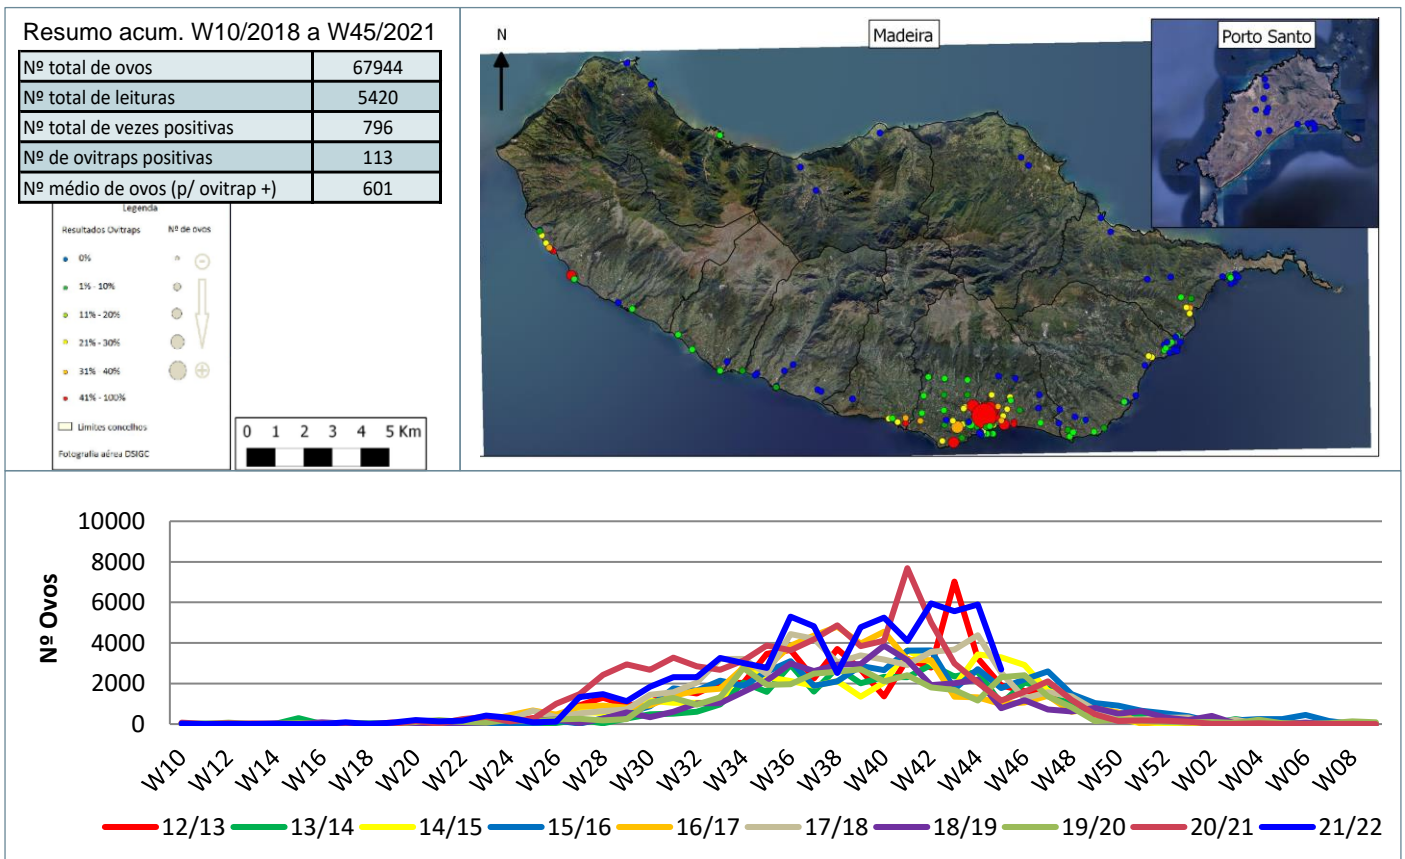 Resumo acum. W10/2018 a W45/2021
Nº total de ovos 67944
Nº total de leituras 5420
Nº total de vezes positivas 796
Nº de ovitraps positivas 113
Nº médio de ovos (p/ ovitrap +) 601
Legenda
Resultados Ovitraps Nº de ovos
0%
1% - 10%
11% - 20%
21% - 30%
31% - 40%
41% - 100%
Limites concelhos
Fotografia aérea DSIGC
0 1 2 3 4 5 Km
N
Madeira
Porto Santo
Nº Ovos
10000
8000
6000
4000
2000
0
W10 W12 W14 W16 W18 W20 W22 W24 W26 W28 W30 W32 W34 W36 W38 W40 W42 W44 W46 W48 W50 W52 W02 W04 W06 W08
12/13 13/14 14/15 15/16 16/17 17/18 18/19 19/20 20/21 21/22